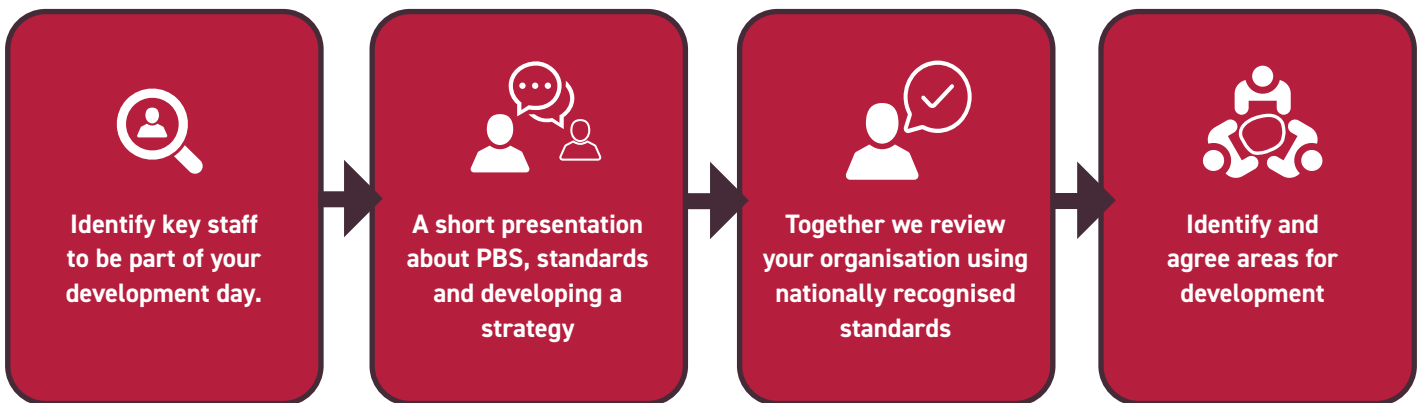 Identify key staff
to be part of your
development day.
A short presentation
about PBS, standards
and developing a
strategy
Together we review
your organisation using
nationally recognised
standards
Identify and
agree areas for
development